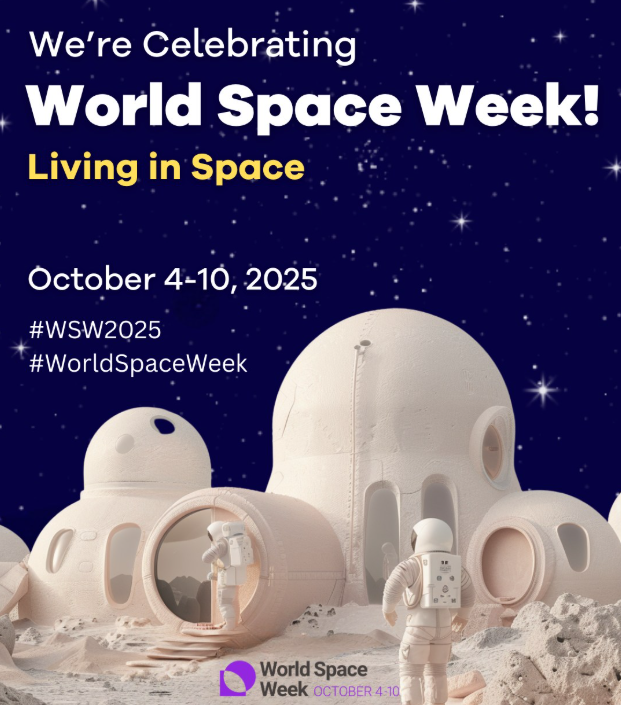 We're Celebrating
World Space Week!
Living in Space
October 4-10, 2025
#WSW2025
#WorldSpaceWeek
World Space
Week OCTOBER 4-10